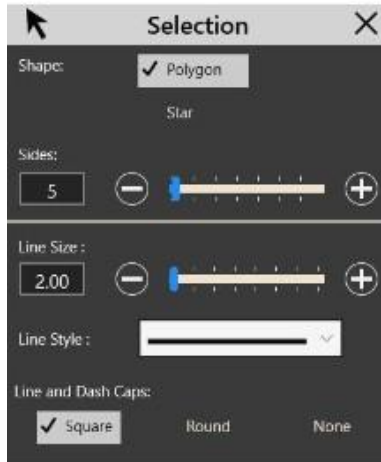 Selection
Shape:
Polygon
Star
Sides:
5
Line Size :
2.00
Line Style :
Line and Dash Caps:
Square Round None